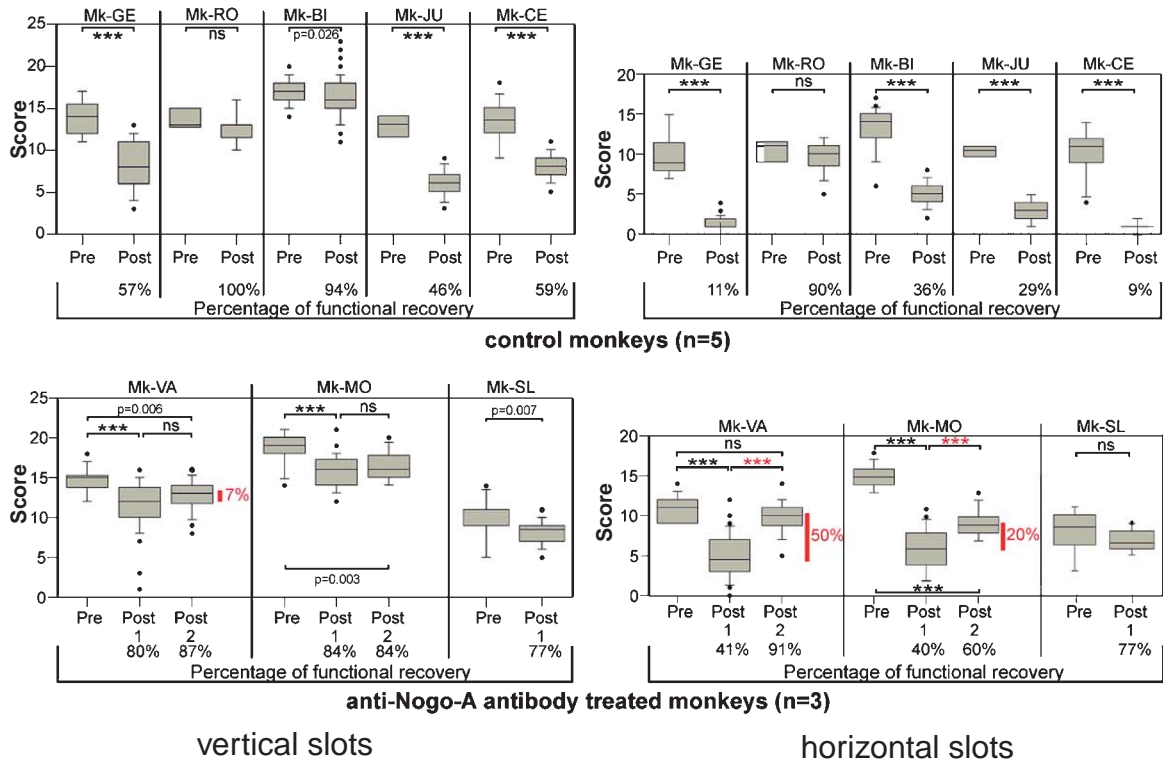 Mk-GE Mk-RO Mk-BI Mk-JU Mk-CE
25
20
15
10
5
0
Score
*** ns p=0.026 *** ***
Pre Post Pre Post Pre Post Pre Post Pre Post
57% 100% 94% 46% 59%
Percentage of functional recovery
Mk-GE Mk-RO Mk-BI Mk-JU Mk-CE
20
15
10
5
0
Score
*** ns *** *** ***
Pre Post Pre Post Pre Post Pre Post Pre Post
11% 90% 36% 29% 9%
Percentage of functional recovery
control monkeys (n=5)
Mk-VA Mk-MO Mk-SL
25
20
15
10
5
0
Score
p=0.006 p=0.007
*** ns *** ns
7%
p=0.003
Pre Post Post Pre Post Post Pre Post
1 2 1 2 1
80% 87% 84% 84% 77%
Percentage of functional recovery
Mk-VA Mk-MO Mk-SL
20
15
10
5
0
Score
ns *** *** ns
*** ***
50% 20%
***
Pre Post Post Pre Post Post Pre Post
1 2 1 2 1
41% 91% 40% 60% 77%
Percentage of functional recovery
anti-Nogo-A antibody treated monkeys (n=3)
vertical slots
horizontal slots